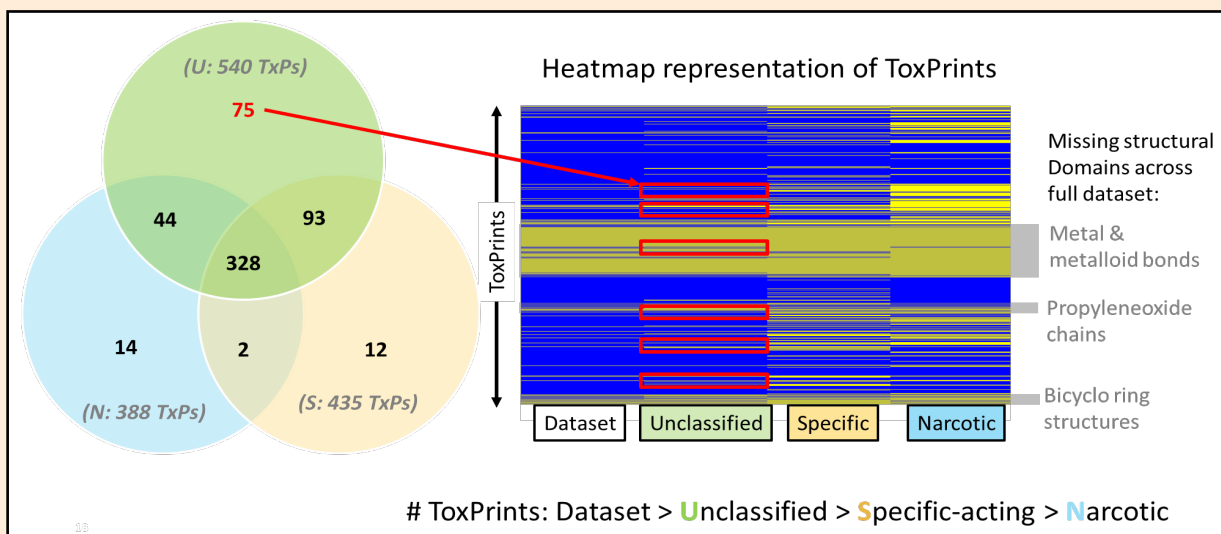 (U: 540 TxPs)
75
44
93
328
14
2
12
(N: 388 TxPs)
(S: 435 TxPs)
Heatmap representation of ToxPrints
ToxPrints
Dataset
Unclassified
Specific
Narcotic
Missing structural
Domains across
full dataset:
Metal &
metalloid bonds
Propyleneoxide
chains
Bicyclo ring
structures
# ToxPrints: Dataset > Unclassified > Specific-acting > Narcotic
16